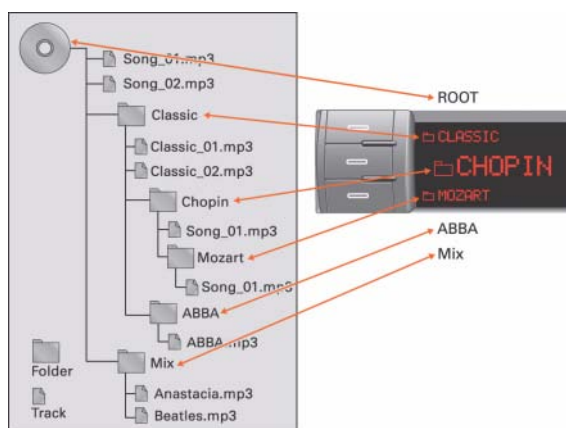 Song_01.mp3
Song_02.mp3
Classic
Classic_01.mp3
Classic_02.mp3
Chopin
Song_01.mp3
Mozart
Song_01.mp3
ABBA
ABBA.mp3
Mix
Anastacia.mp3
Beatles.mp3
Folder
Track
ROOT
CLASSIC
CHOPIN
MOZART
ABBA
Mix